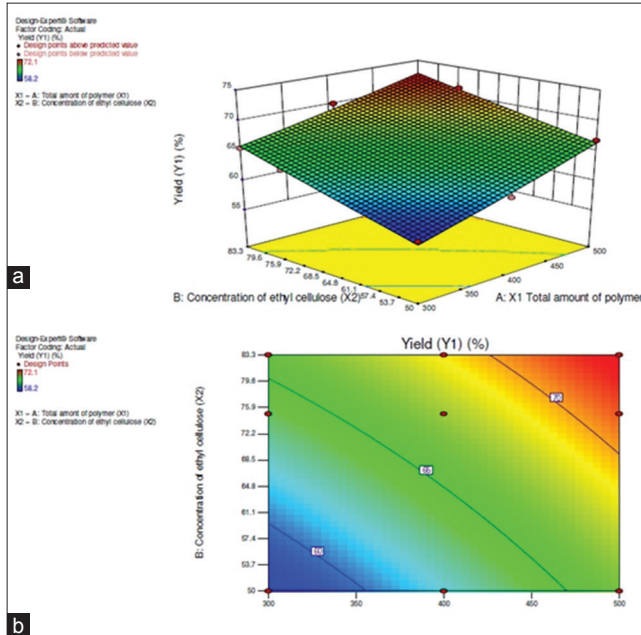 Design-Expert® Software
Factor Coding: Actual
Yield (Y1) (%)
Design points above predicted value
Design points below predicted value
72.1
58.2
X1 = A: Total amont of polymer (X1)
X2 = B: Concentration of ethyl cellulose (X2)
Yield (Y1) (%)
75
70
65
60
55
83.3
79.6
75.9
72.2
68.5
64.8
61.1
57.4
53.7
50
300
350
400
450
500
B: Concentration of ethyl cellulose (X2)
A: X1 Total amount of polymer
a
Design-Expert® Software
Factor Coding: Actual
Yield (Y1) (%)
Design Points
72.1
58.2
X1 = A: Total amont of polymer (X1)
X2 = B: Concentration of ethyl cellulose (X2)
Yield (Y1) (%)
B: Concentration of ethyl cellulose (X2)
83.3
79.6
75.9
72.2
68.5
64.8
61.1
57.4
53.7
50
300
350
400
450
500
70
65
60
b